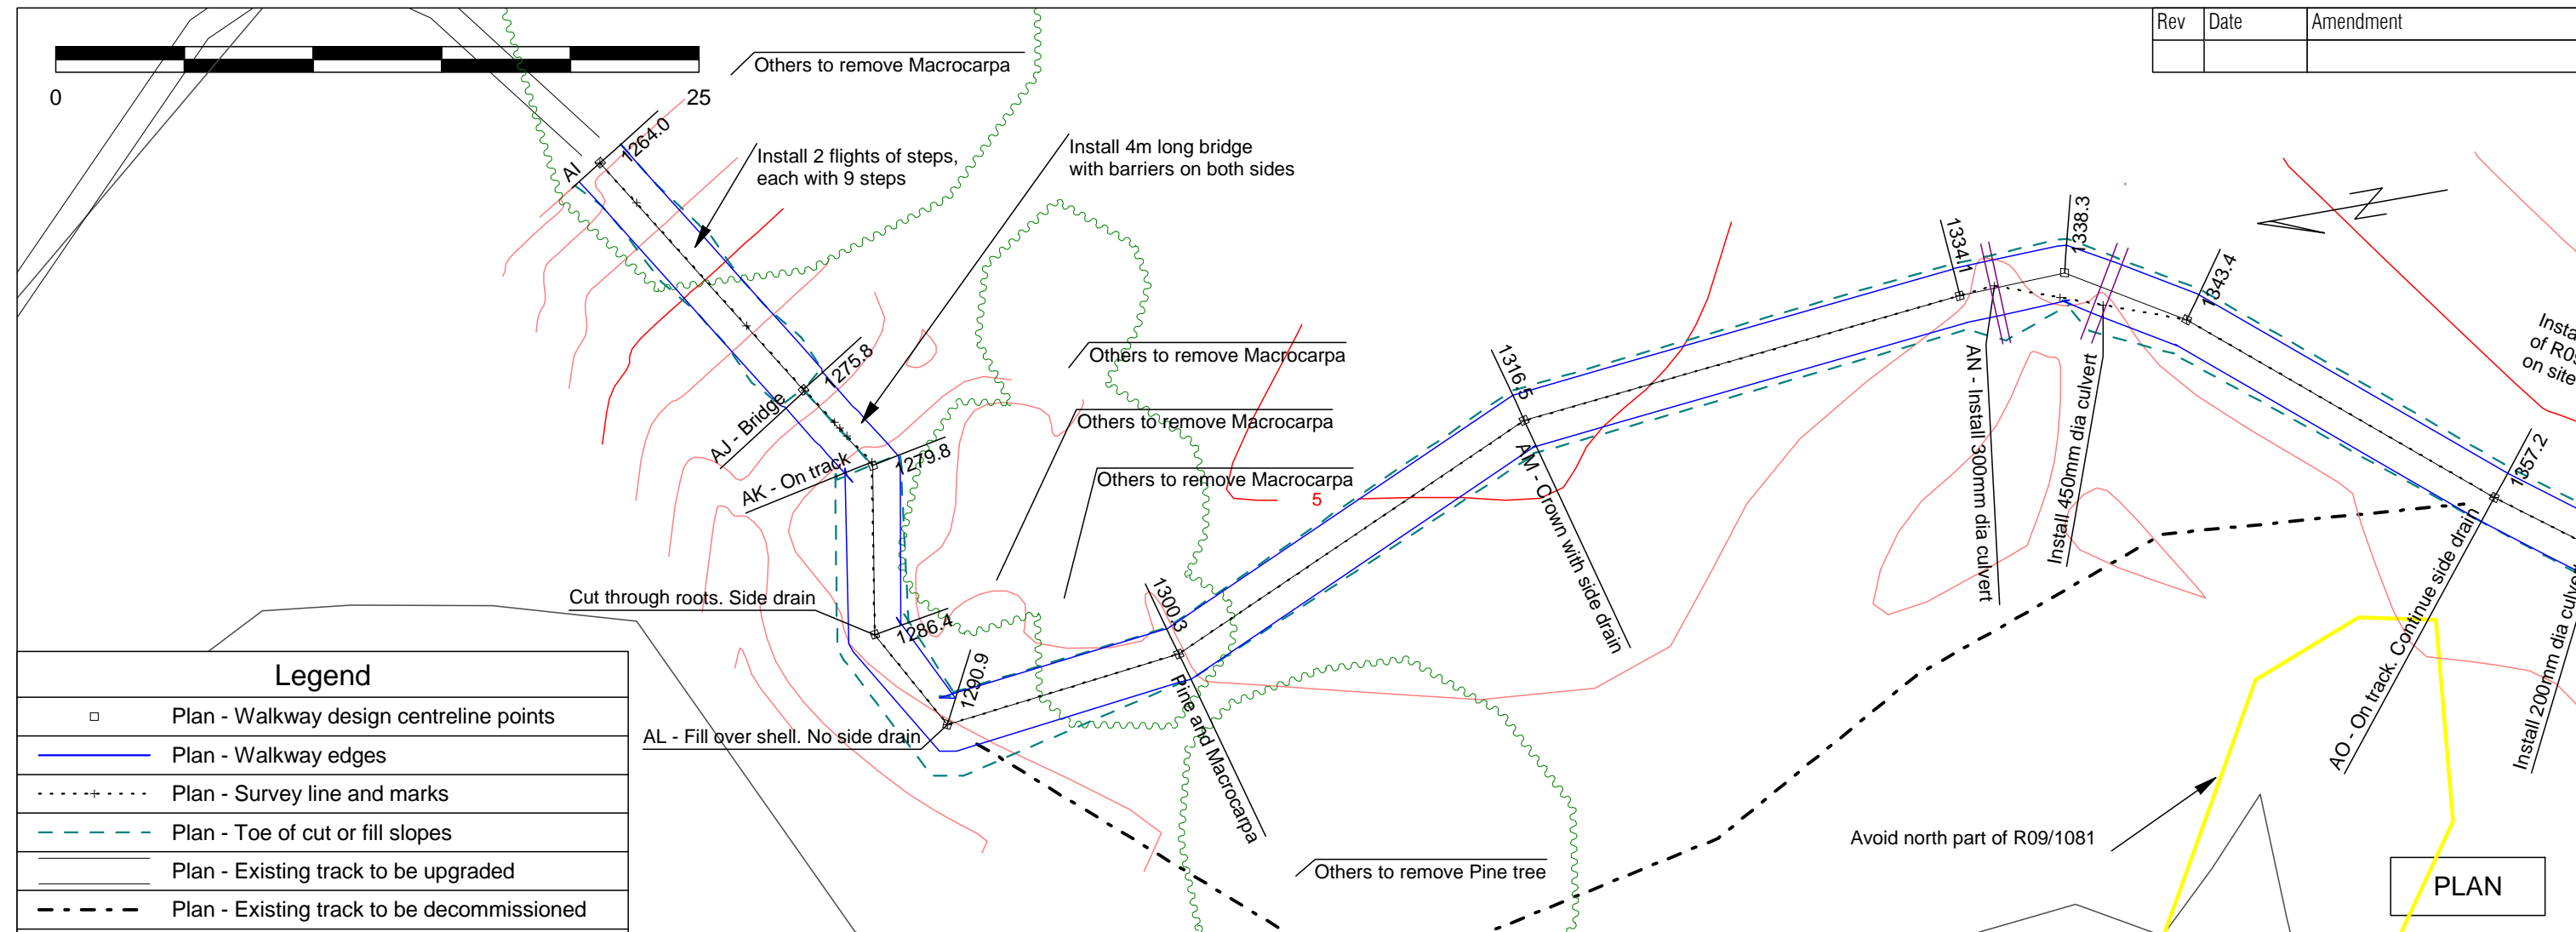 Rev Date Amendment
0 25
Others to remove Macrocarpa
AI
1264.0
Install 2 flights of steps,
each with 9 steps
Install 4m long bridge
with barriers on both sides
AJ - Bridge
1275.8
AK - On track
1279.8
Others to remove Macrocarpa
Others to remove Macrocarpa
Others to remove Macrocarpa
5
Cut through roots. Side drain
1286.4
AL - Fill over shell. No side drain
1290.9
1300.3
Pine and Macrocarpa
1316.5
AM - Crown with side drain
1334.1
AN - Install 300mm dia culvert
1338.3
Install 450mm dia culvert
1343.4
Z
1357.2
AO - On track. Continue side drain
Install 200mm dia culve
Insta
of R0
on site
Others to remove Pine tree
Avoid north part of R09/1081
PLAN
Legend
Plan - Walkway design centreline points
Plan - Walkway edges
Plan - Survey line and marks
Plan - Toe of cut or fill slopes
Plan - Existing track to be upgraded
Plan - Existing track to be decommissioned